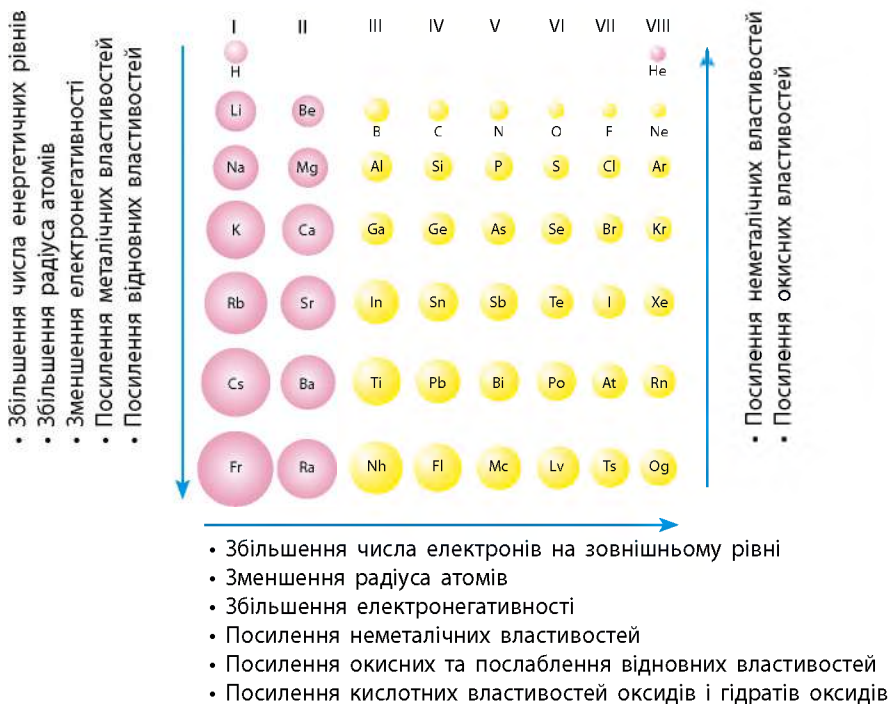 • Збільшення числа енергетичних рівнів
• Збільшення радіуса атомів
• Зменшення електронегативності
• Посилення металічних властивостей
• Посилення відновних властивостей
I II III IV V VI VII VIII
H He
Li Be
B C N O F Ne
Na Mg Al Si P S Cl Ar
K Ca Ga Ge As Se Br Kr
Rb Sr In Sn Sb Te I Xe
Cs Ba Ti Pb Bi Po At Rn
Fr Ra Nh Fl Mc Lv Ts Og
• Посилення неметалічних властивостей
• Посилення окисних властивостей
• Збільшення числа електронів на зовнішньому рівні
• Зменшення радіуса атомів
• Збільшення електронегативності
• Посилення неметалічних властивостей
• Посилення окисних та послаблення відновних властивостей
• Посилення кислотних властивостей оксидів і гідратів оксидів